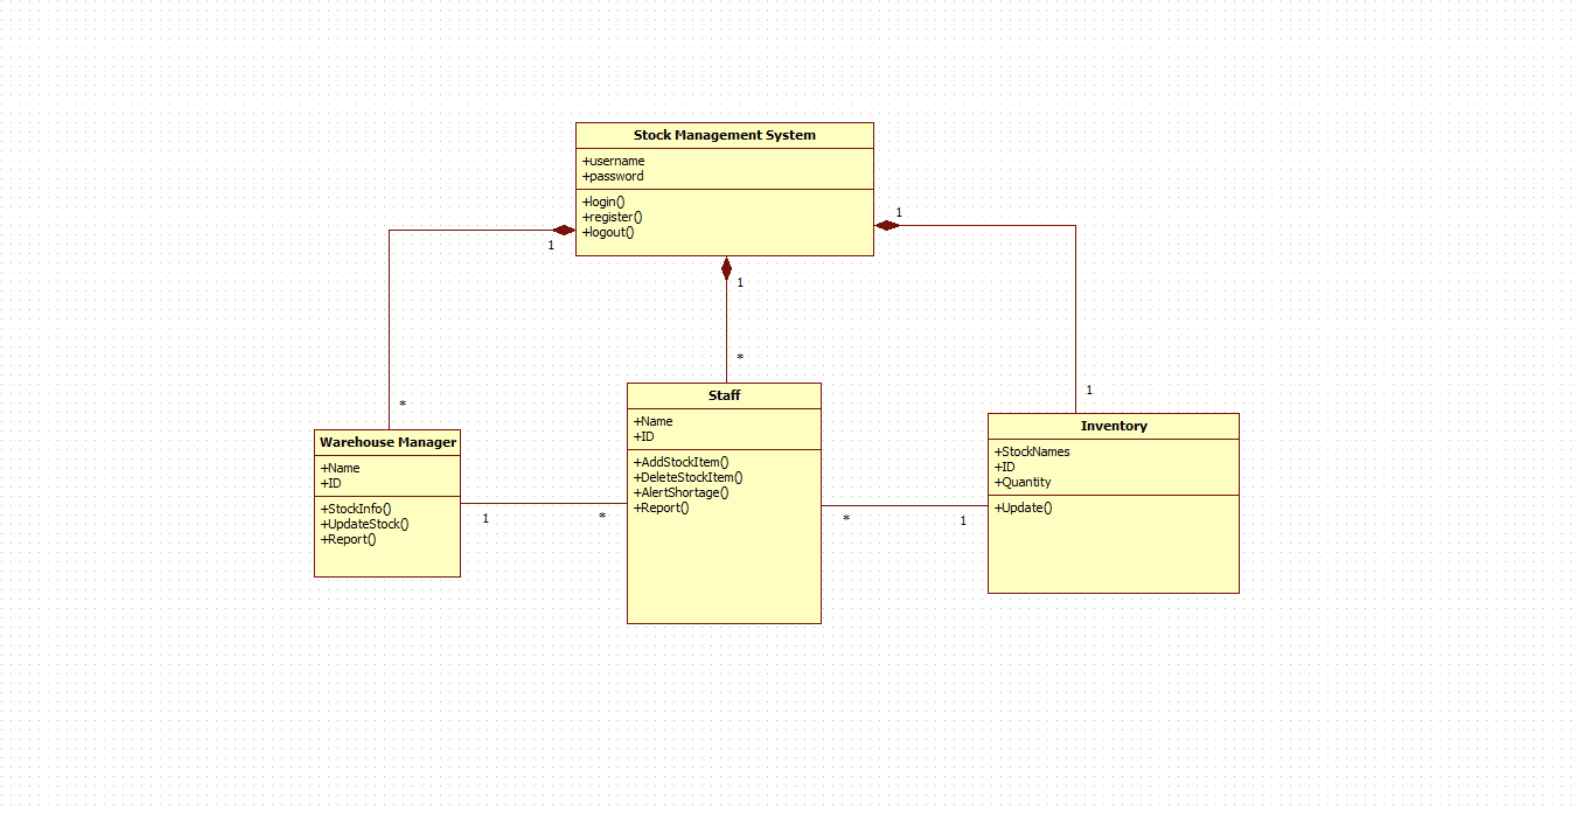 Stock Management System
+username
+password
+login()
+register()
+logout()
1
1
1
*
*
1
Staff
+Name
+ID
+AddStockItem()
+DeleteStockItem()
+AlertShortage()
+Report()
Warehouse Manager
+Name
+ID
+StockInfo()
+UpdateStock()
+Report()
Inventory
+StockNames
+ID
+Quantity
+Update()
1
*
*
1